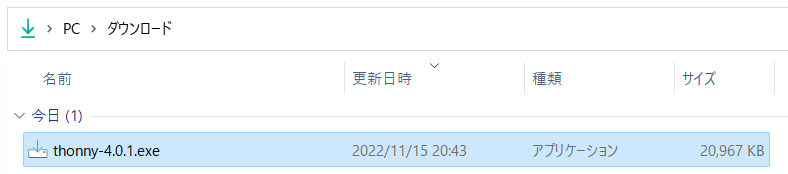 PC > ダウンロード
名前 更新日時 種類 サイズ
今日 (1)
thonny-4.0.1.exe 2022/11/15 20:43 アプリケーション 20,967 KB